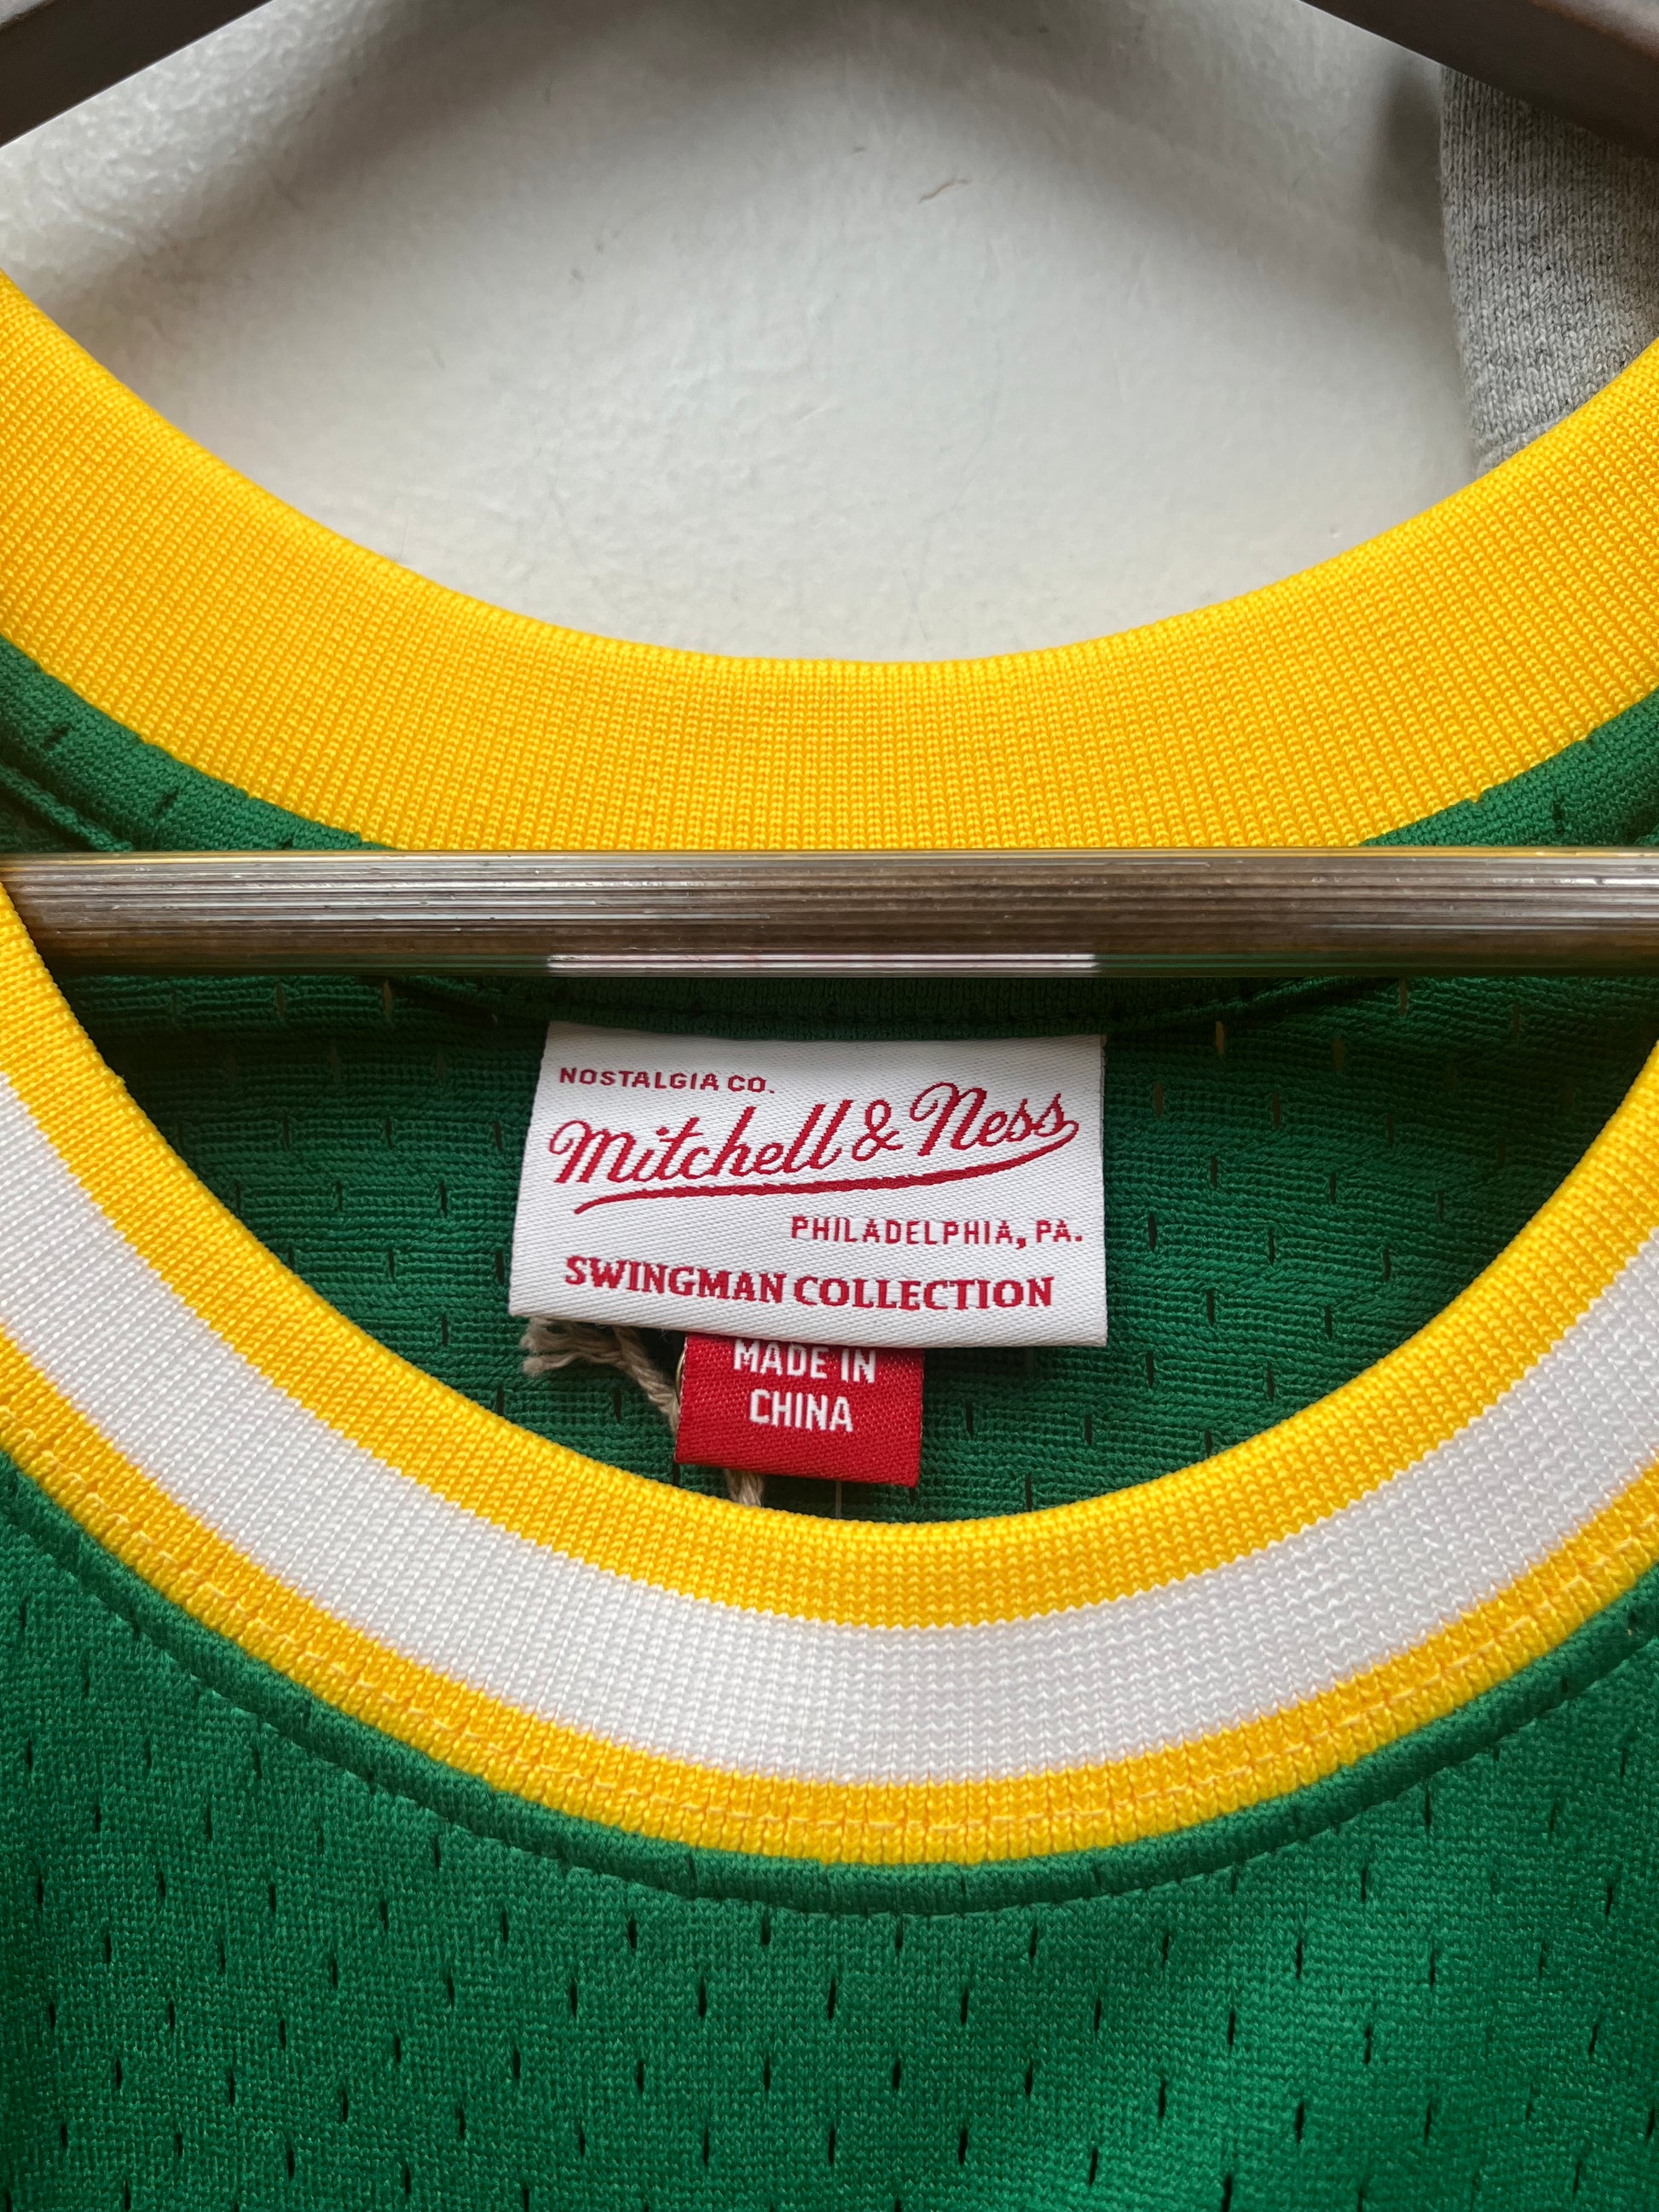 NOSTALGIA CO.
Mitchell & Ness
PHILADELPHIA, PA.
SWINGMAN COLLECTION
MADE IN
CHINA